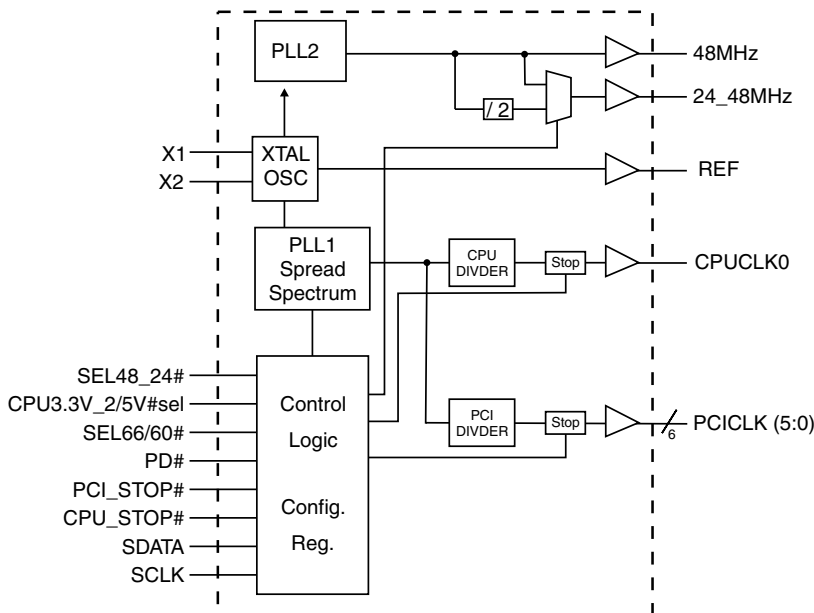 PLL2
48MHz
24_48MHz
/ 2
X1
X2
XTAL
OSC
REF
PLL1
Spread
Spectrum
CPU
DIVDER
Stop
CPUCLK0
SEL48_24#
CPU3.3V_2/5V#sel
SEL66/60#
PD#
PCI_STOP#
CPU_STOP#
SDATA
SCLK
Control
Logic
Config.
Reg.
PCI
DIVDER
Stop
6
PCICLK (5:0)